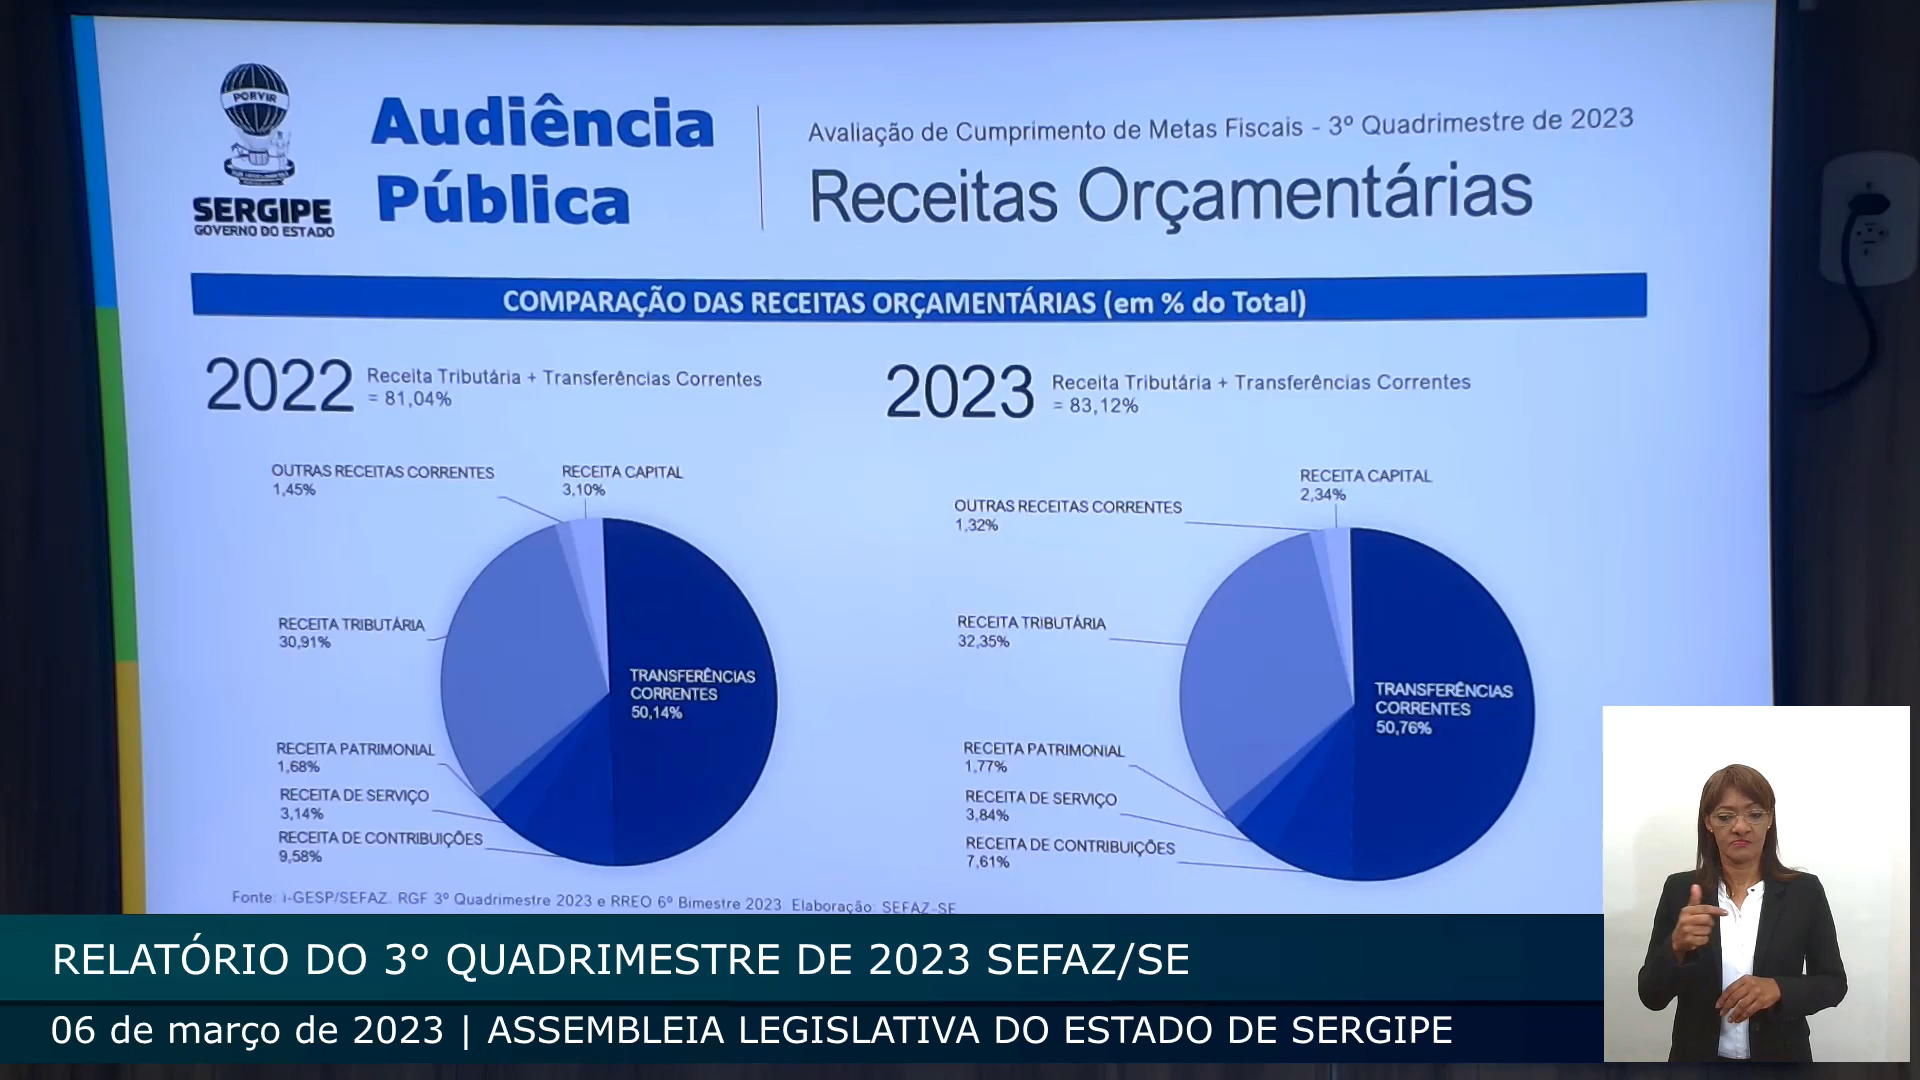 PORVIR
SERGIPE
GOVERNO DO ESTADO
Audiência
Pública
Avaliação de Cumprimento de Metas Fiscais - 3º Quadrimestre de 2023
Receitas Orçamentárias
COMPARAÇÃO DAS RECEITAS ORÇAMENTÁRIAS (em % do Total)
2022
Receita Tributária + Transferências Correntes
= 81,04%
OUTRAS RECEITAS CORRENTES
1,45%
RECEITA CAPITAL
3,10%
RECEITA TRIBUTÁRIA
30,91%
TRANSFERÊNCIAS
CORRENTES
50,14%
RECEITA PATRIMONIAL
1,68%
RECEITA DE SERVIÇO
3,14%
RECEITA DE CONTRIBUIÇÕES
9,58%
2023
Receita Tributária + Transferências Correntes
= 83,12%
OUTRAS RECEITAS CORRENTES
1,32%
RECEITA CAPITAL
2,34%
RECEITA TRIBUTÁRIA
32,35%
TRANSFERÊNCIAS
CORRENTES
50,76%
RECEITA PATRIMONIAL
1,77%
RECEITA DE SERVIÇO
3,84%
RECEITA DE CONTRIBUIÇÕES
7,61%
Fonte: i-GESP/SEFAZ. RGF 3º Quadrimestre 2023 e RREO 6º Bimestre 2023. Elaboração: SEFAZ-SE
RELATÓRIO DO 3° QUADRIMESTRE DE 2023 SEFAZ/SE
06 de março de 2023 | ASSEMBLEIA LEGISLATIVA DO ESTADO DE SERGIPE